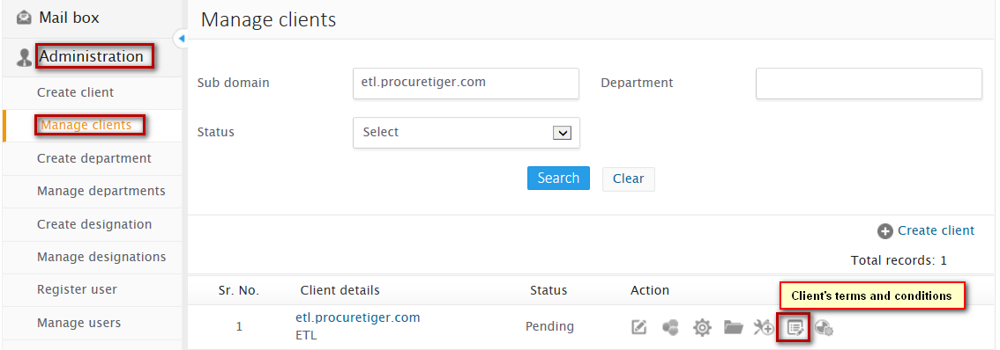 Mail box
Administration
Create client
Manage clients
Create department
Manage departments
Create designation
Manage designations
Register user
Manage users
Manage clients
Sub domain etl.procuretiger.com Department
Status Select
Search Clear
Create client
Total records: 1
Sr. No. Client details Status Action
Client's terms and conditions
1 etl.procuretiger.com Pending
ETL